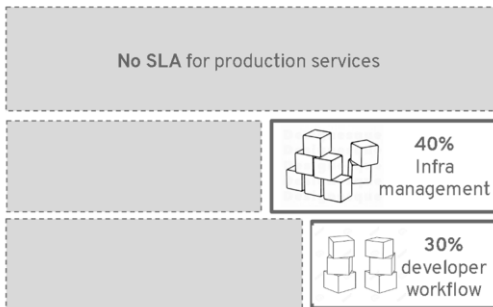 No SLA for production services
40%
Infra
management
30%
developer
workflow